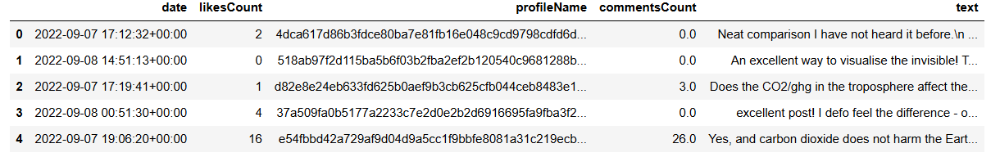 date likesCount profileName commentsCount text
0 2022-09-07 17:12:32+00:00 2 4dca617d86b3fdce80ba7e81fb16e048c9cd9798cdfd6d... 0.0 Neat comparison I have not heard it before.\n ...
1 2022-09-08 14:51:13+00:00 0 518ab97f2d115ba5b6f03b2fba2ef2b120540c9681288b... 0.0 An excellent way to visualise the invisible! T...
2 2022-09-07 17:19:41+00:00 1 d82e8e24eb633fd625b0aef9b3cb625cfb044ceb8483e1... 3.0 Does the CO2/ghg in the troposphere affect the...
3 2022-09-08 00:51:30+00:00 4 37a509fa0b5177a2233c7e2d0e2b2d6916695fa9fba3f2... 0.0 excellent post! I defo feel the difference - o...
4 2022-09-07 19:06:20+00:00 16 e54fbbd42a729af9d04d9a5cc1f9bbfe8081a31c219ecb... 26.0 Yes, and carbon dioxide does not harm the Eart...